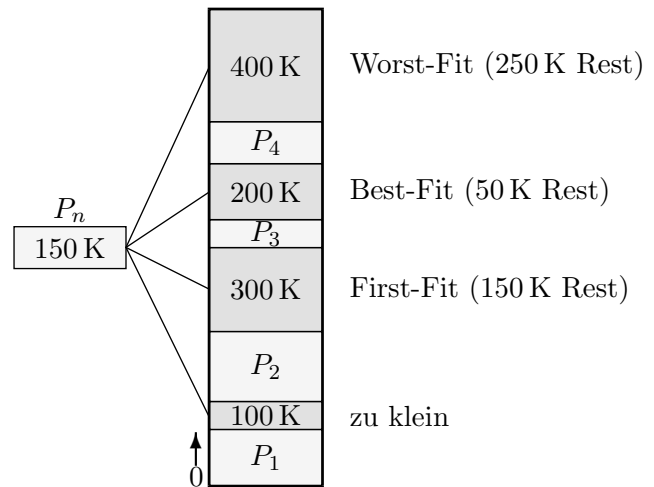 400 K Worst-Fit (250 K Rest)
P4
200 K Best-Fit (50 K Rest)
Pn
P3
150 K
300 K First-Fit (150 K Rest)
P2
100 K zu klein
P1
0